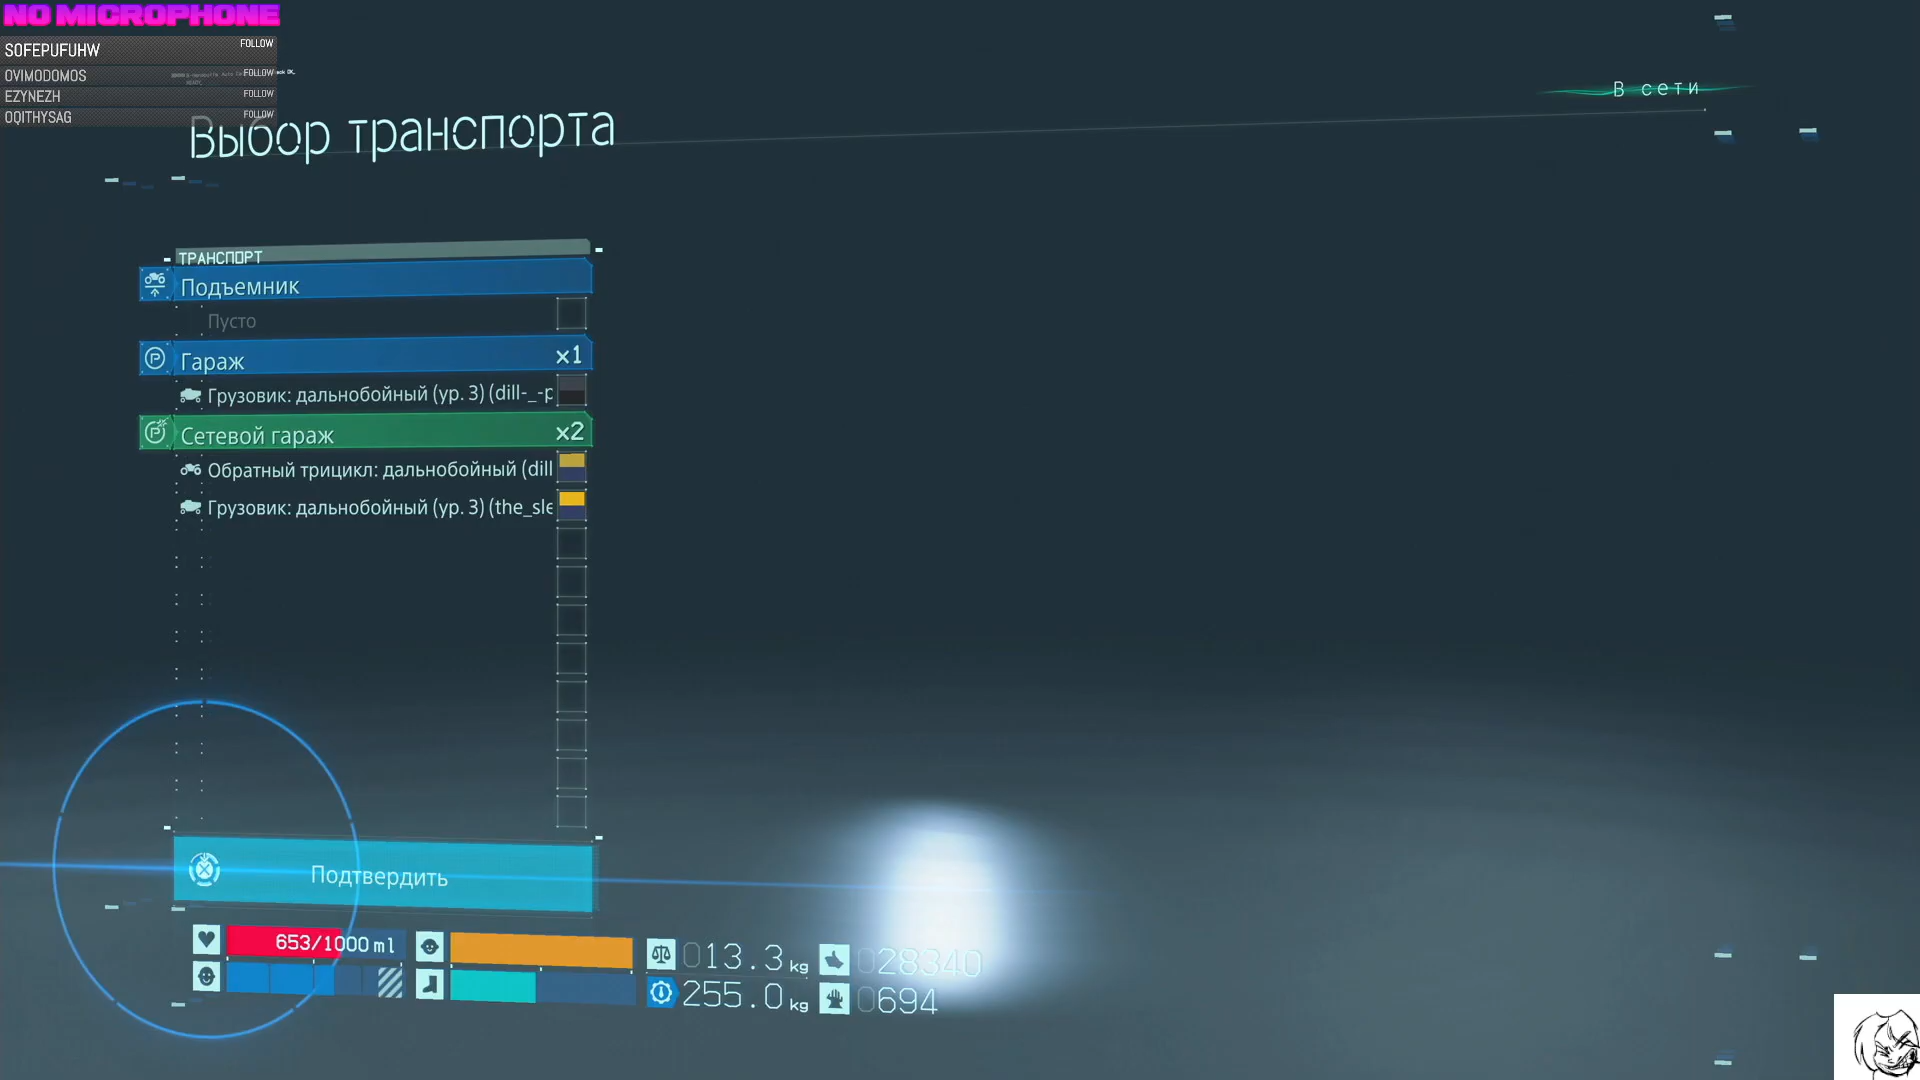 NO MICROPHONE
SOFEPUFUHW FOLLOW
OVIMODOMOS FOLLOW
EZYNEZH FOLLOW
OQITHYSAG FOLLOW
В сети
Выбор транспорта
ТРАНСПОРТ
Подъемник
Пусто
Гараж x1
Грузовик: дальнобойный (ур. 3) (dill-_-p
Сетевой гараж x2
Обратный трицикл: дальнобойный (dill
Грузовик: дальнобойный (ур. 3) (the_sle
Подтвердить
653/1000 ml
013.3 kg 028340
255.0 kg 0694